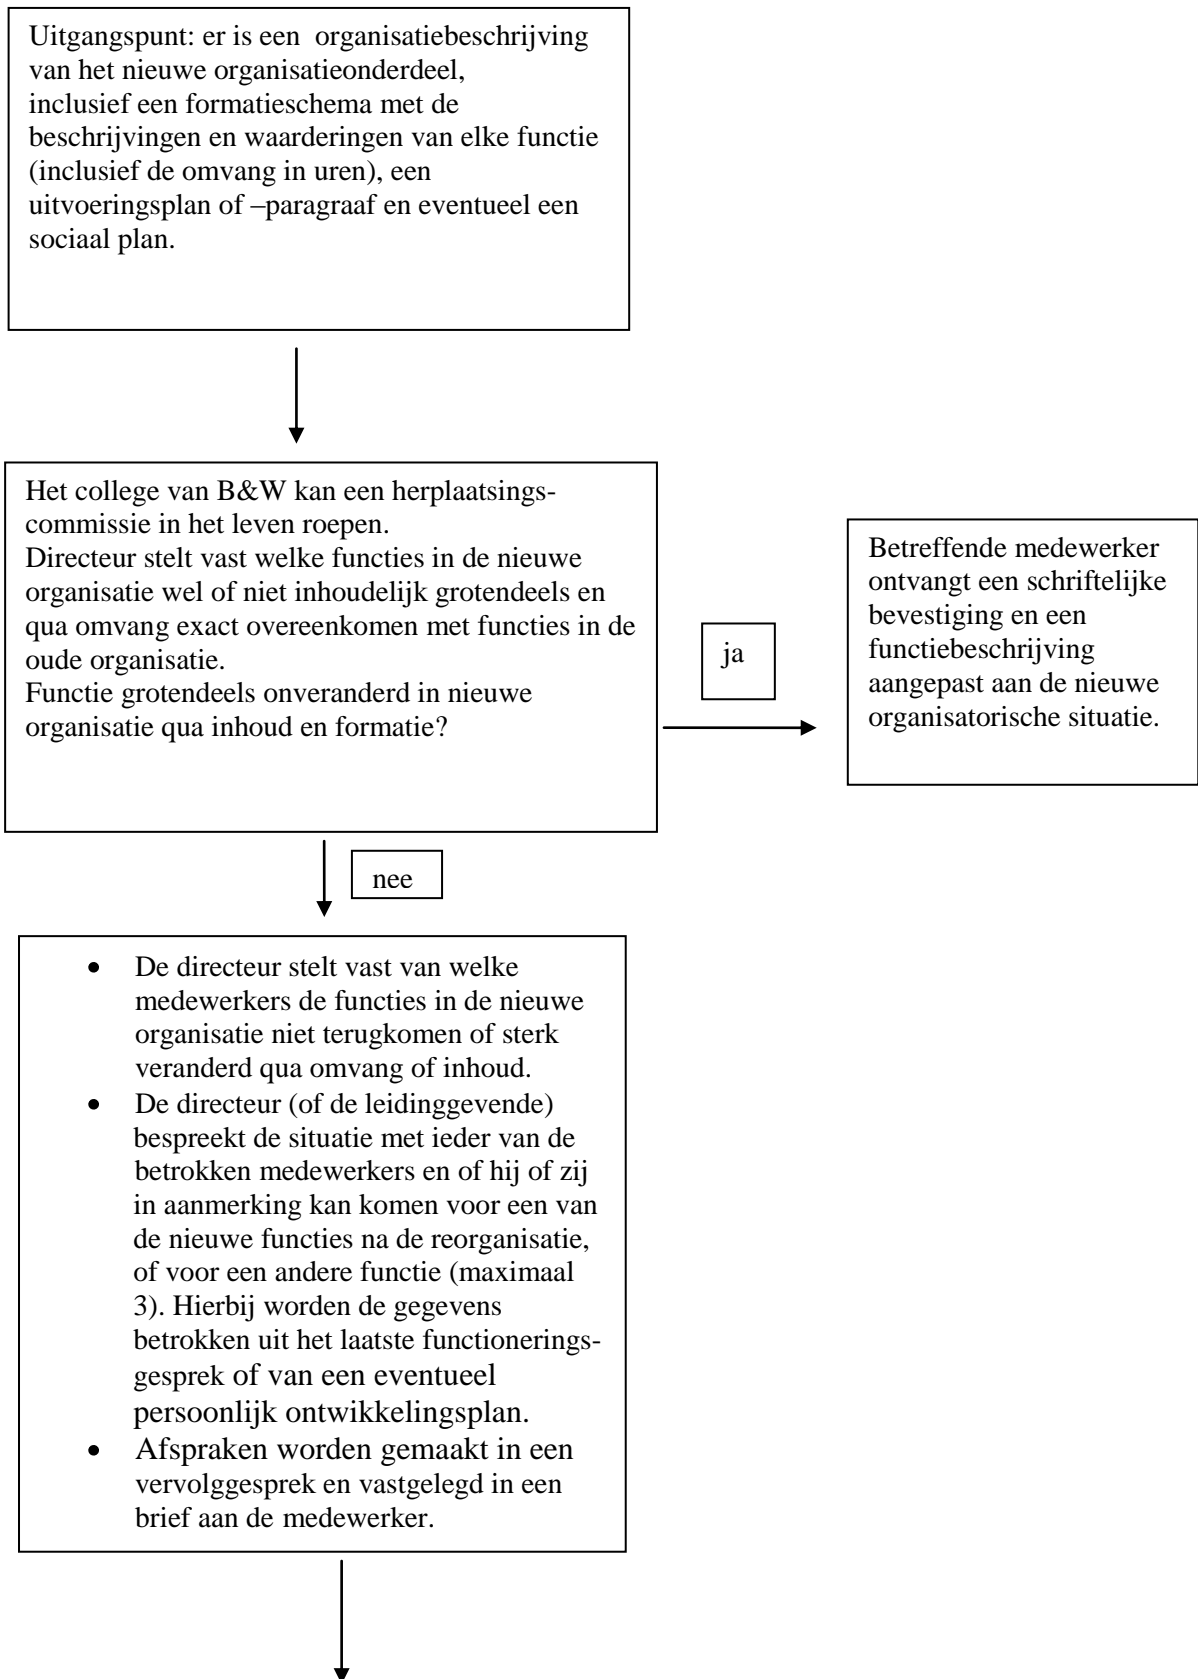 Uitgangspunt: er is een  organisatiebeschrijving
van het nieuwe organisatieonderdeel,
inclusief een formatieschema met de
beschrijvingen en waarderingen van elke functie
(inclusief de omvang in uren), een
uitvoeringsplan of –paragraaf en eventueel een
sociaal plan.
Het college van B&W kan een herplaatsings-
commissie in het leven roepen.
Directeur stelt vast welke functies in de nieuwe
organisatie wel of niet inhoudelijk grotendeels en
qua omvang exact overeenkomen met functies in de
oude organisatie.
Functie grotendeels onveranderd in nieuwe
organisatie qua inhoud en formatie?
ja
Betreffende medewerker
ontvangt een schriftelijke
bevestiging en een
functiebeschrijving
aangepast aan de nieuwe
organisatorische situatie.
nee
• De directeur stelt vast van welke
medewerkers de functies in de nieuwe
organisatie niet terugkomen of sterk
veranderd qua omvang of inhoud.
• De directeur (of de leidinggevende)
bespreekt de situatie met ieder van de
betrokken medewerkers en of hij of zij
in aanmerking kan komen voor een van
de nieuwe functies na de reorganisatie,
of voor een andere functie (maximaal
3). Hierbij worden de gegevens
betrokken uit het laatste functionerings-
gesprek of van een eventueel
persoonlijk ontwikkelingsplan.
• Afspraken worden gemaakt in een
vervolggesprek en vastgelegd in een
brief aan de medewerker.